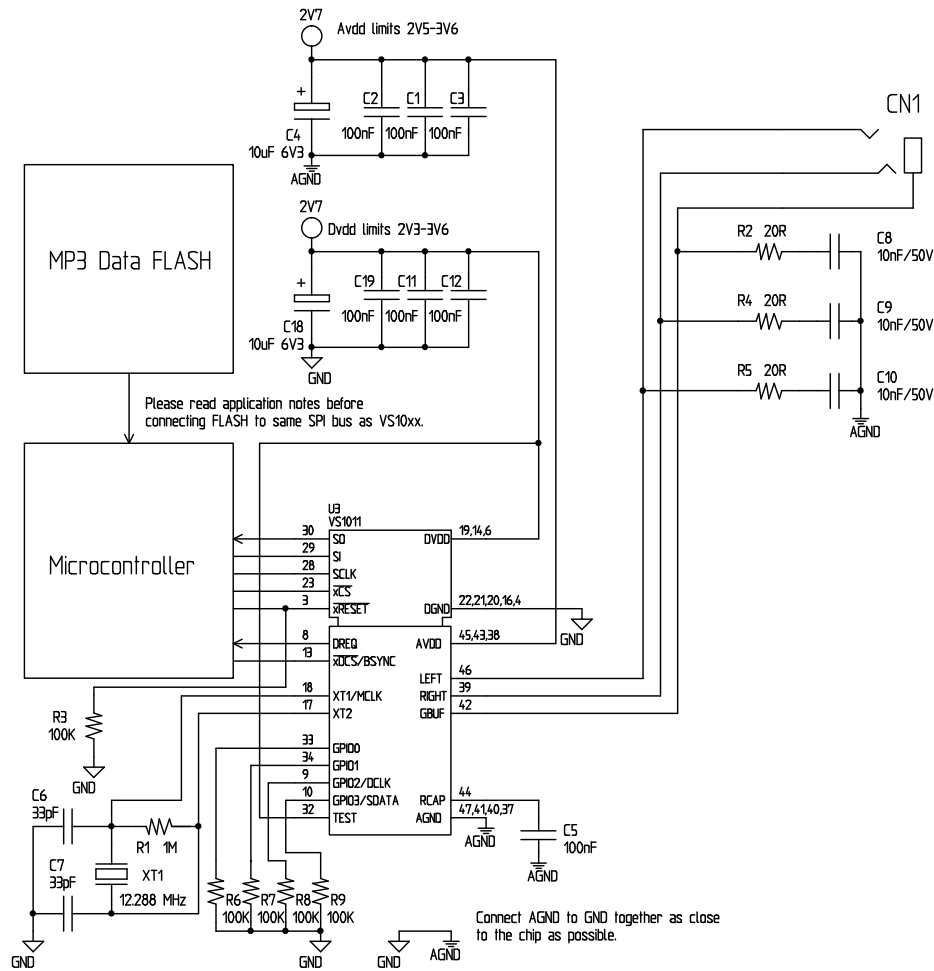 2V7
Avdd limits 2V5-3V6
+
C2 C1 C3
C4
100nF 100nF 100nF
10uF 6V3
AGND
CN1
2V7
Dvdd limits 2V3-3V6
+
C19 C11 C12
C18
100nF 100nF 100nF
10uF 6V3
GND
MP3 Data FLASH
R2 20R
C8
10nF/50V
R4 20R
C9
10nF/50V
R5 20R
C10
10nF/50V
AGND
Please read application notes before
connecting FLASH to same SPI bus as VS10xx.
Microcontroller
U3
VS1011
30 SO DVDD 19,14,6
29 SI
28 SCLK
23 xCS
3 xRESET DGND 22,21,20,16,4
GND
8 DREQ AVDD 45,43,38
13 xDCS/BSYNC
LEFT 46
18 XT1/MCLK RIGHT 39
17 XT2 GBUF 42
R3
100K
GND
33 GPIO0
34 GPIO1
9 GPIO2/DCLK
10 GPIO3/SDATA RCAP 44
32 TEST AGND 47,41,40,37
AGND
C5
100nF
AGND
C6
33pF
R1 1M
C7
33pF
XT1
12.288 MHz
R6 R7 R8 R9
100K 100K 100K 100K
GND
GND
GND
AGND
Connect AGND to GND together as close
to the chip as possible.